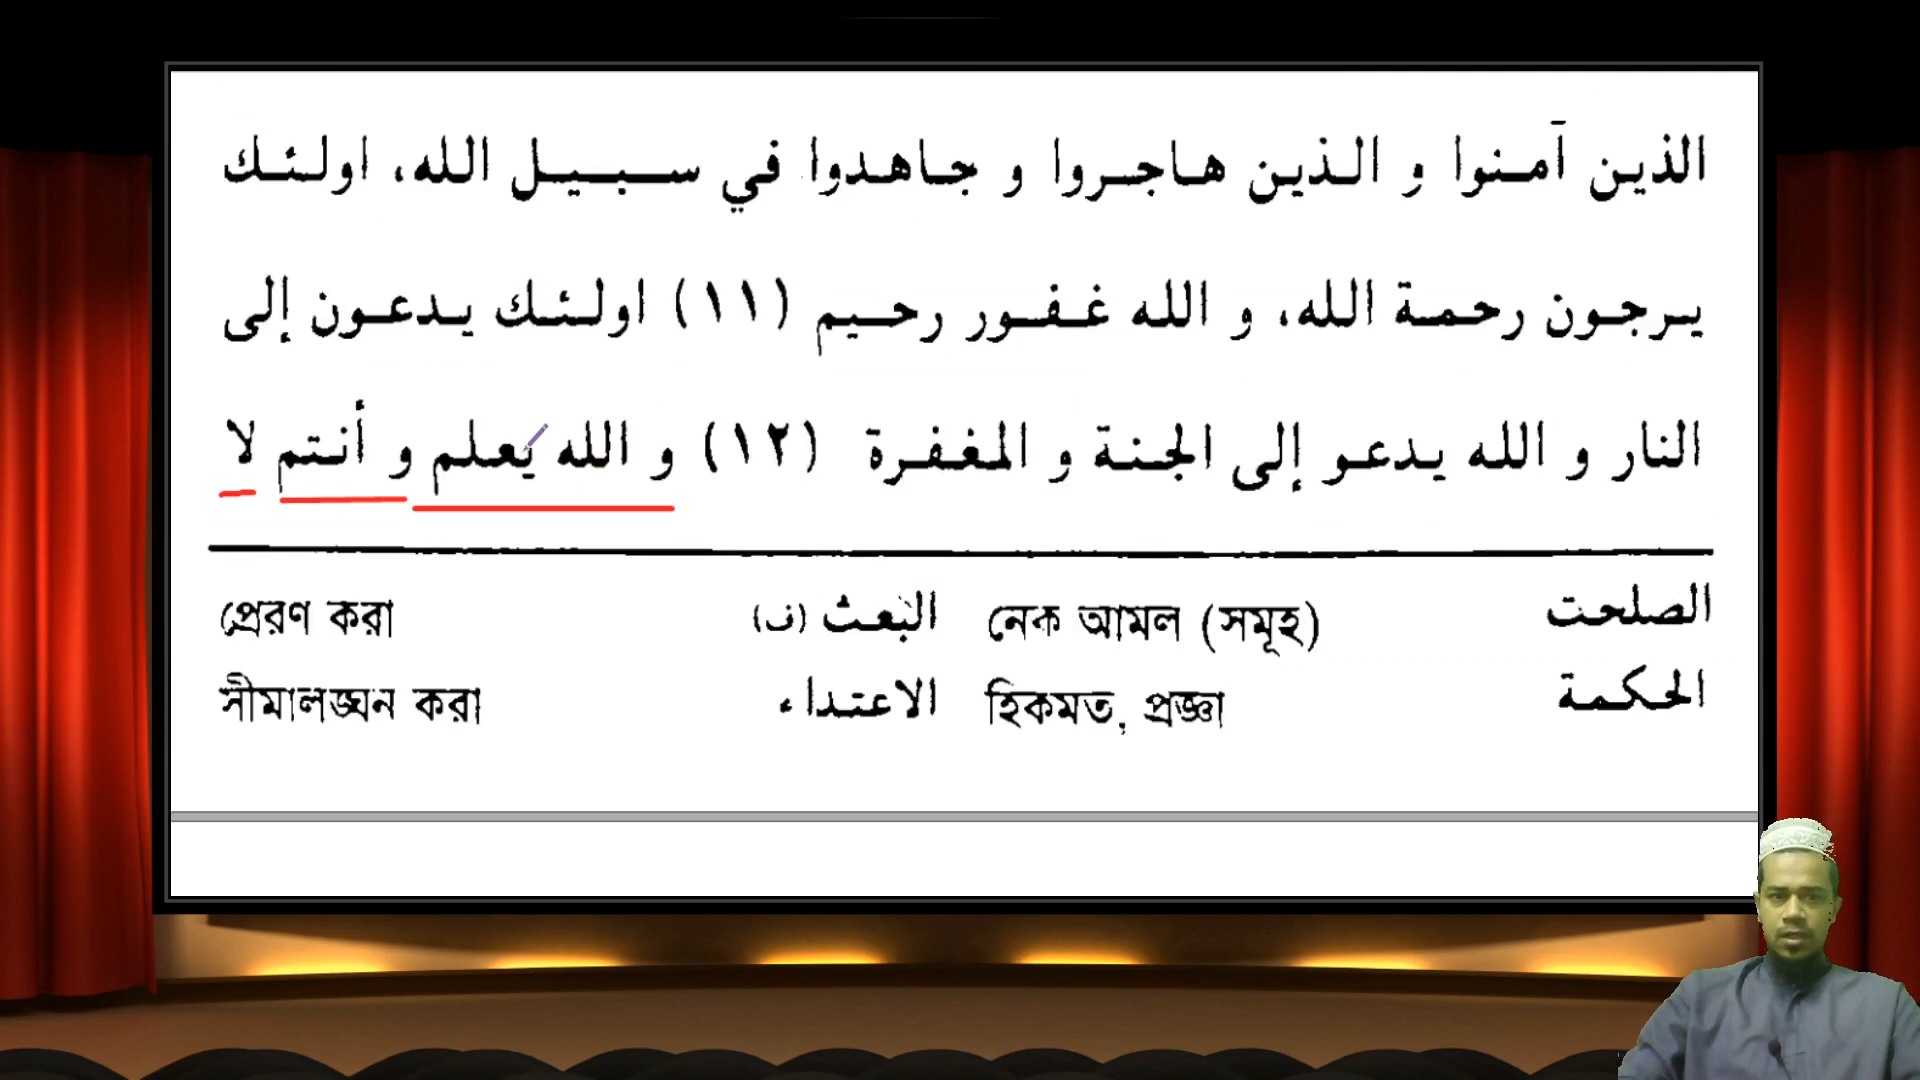 الذين آمنوا و الذين هاجروا و جاهدوا في سبيل الله، اولئك
يرجون رحمة الله، و الله غفور رحيم (١١) اولئك يدعون إلى
النار و الله يدعو إلى الجنة و المغفرة (١٢) و الله يعلم و أنتم لا
الصلحت নেক আমল (সমূহ) البعث (ف) প্রেরণ করা
الحكمة হিকমত, প্রজ্ঞা الاعتداء সীমালঙ্ঘন করা